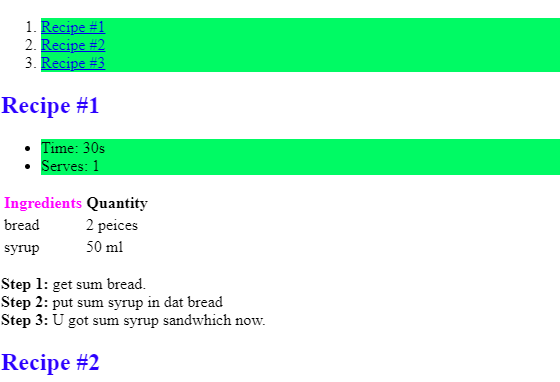 1. Recipe #1
2. Recipe #2
3. Recipe #3
Recipe #1
• Time: 30s
• Serves: 1
Ingredients Quantity
bread 2 peices
syrup 50 ml
Step 1: get sum bread.
Step 2: put sum syrup in dat bread
Step 3: U got sum syrup sandwhich now.
Recipe #2